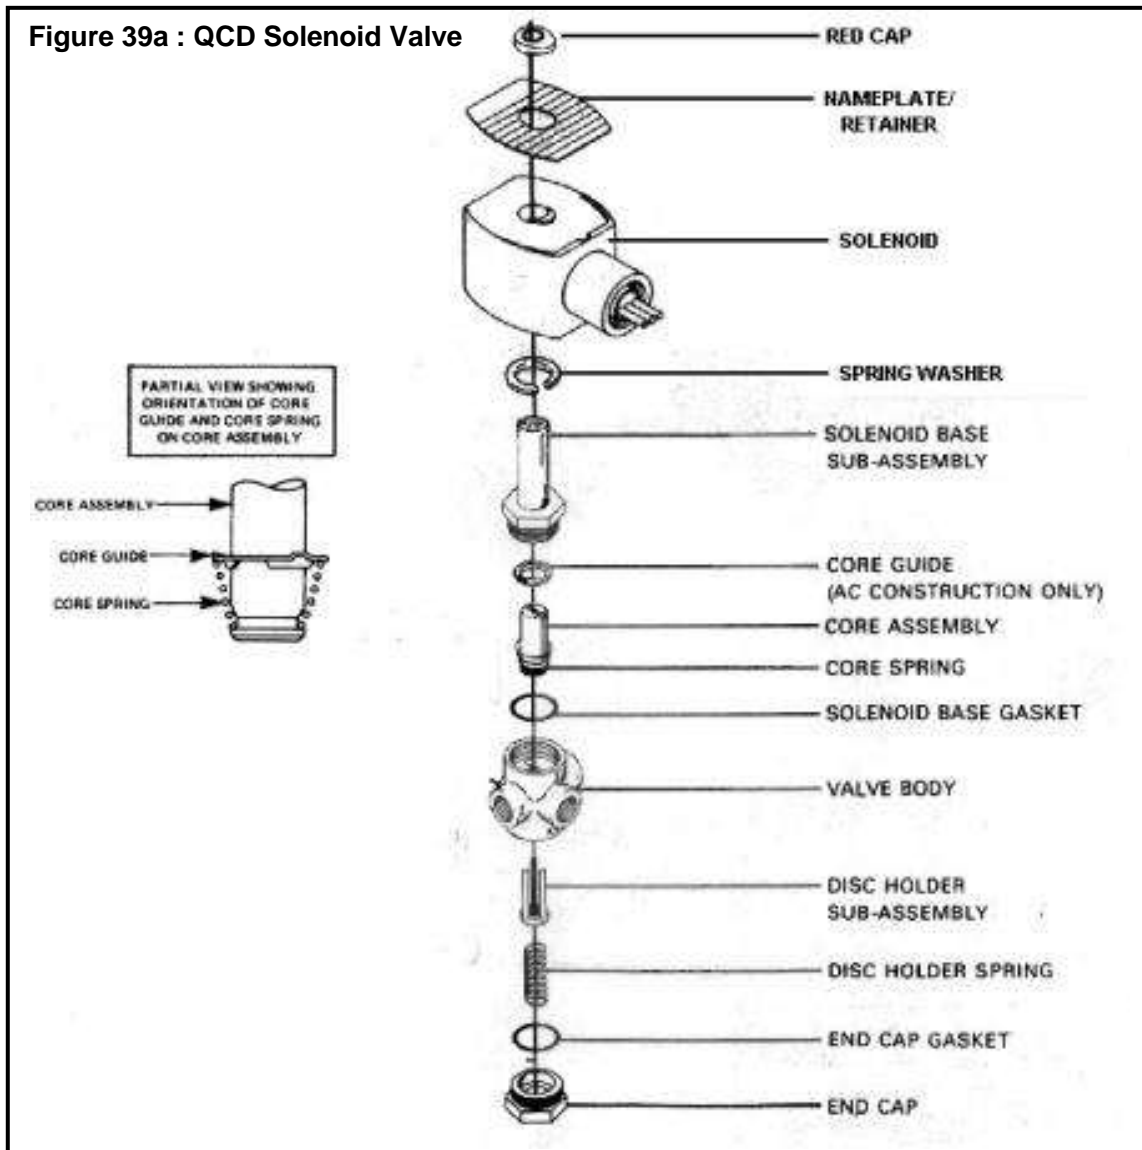 Figure 39a : QCD Solenoid Valve
RED CAP
NAMEPLATE/
RETAINER
SOLENOID
SPRING WASHER
PARTIAL VIEW SHOWING
ORIENTATION OF CORE
GUIDE AND CORE SPRING
ON CORE ASSEMBLY
SOLENOID BASE
SUB-ASSEMBLY
CORE ASSEMBLY
CORE GUIDE
CORE SPRING
CORE GUIDE
(AC CONSTRUCTION ONLY)
CORE ASSEMBLY
CORE SPRING
SOLENOID BASE GASKET
VALVE BODY
DISC HOLDER
SUB-ASSEMBLY
DISC HOLDER SPRING
END CAP GASKET
END CAP